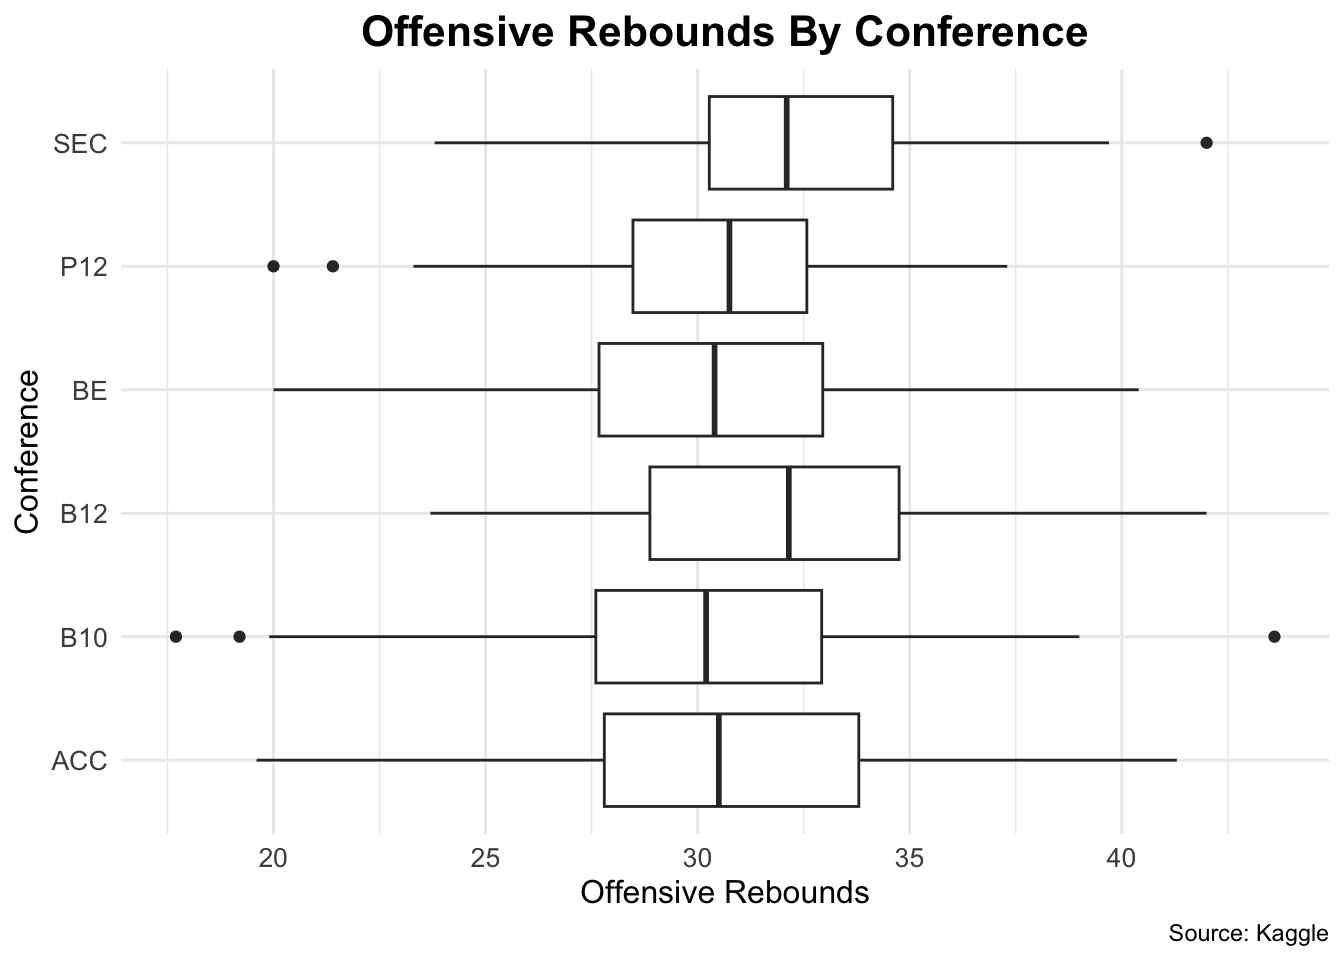 Offensive Rebounds By Conference
SEC
P12
BE
B12
B10
ACC
Conference
20 25 30 35 40
Offensive Rebounds
Source: Kaggle